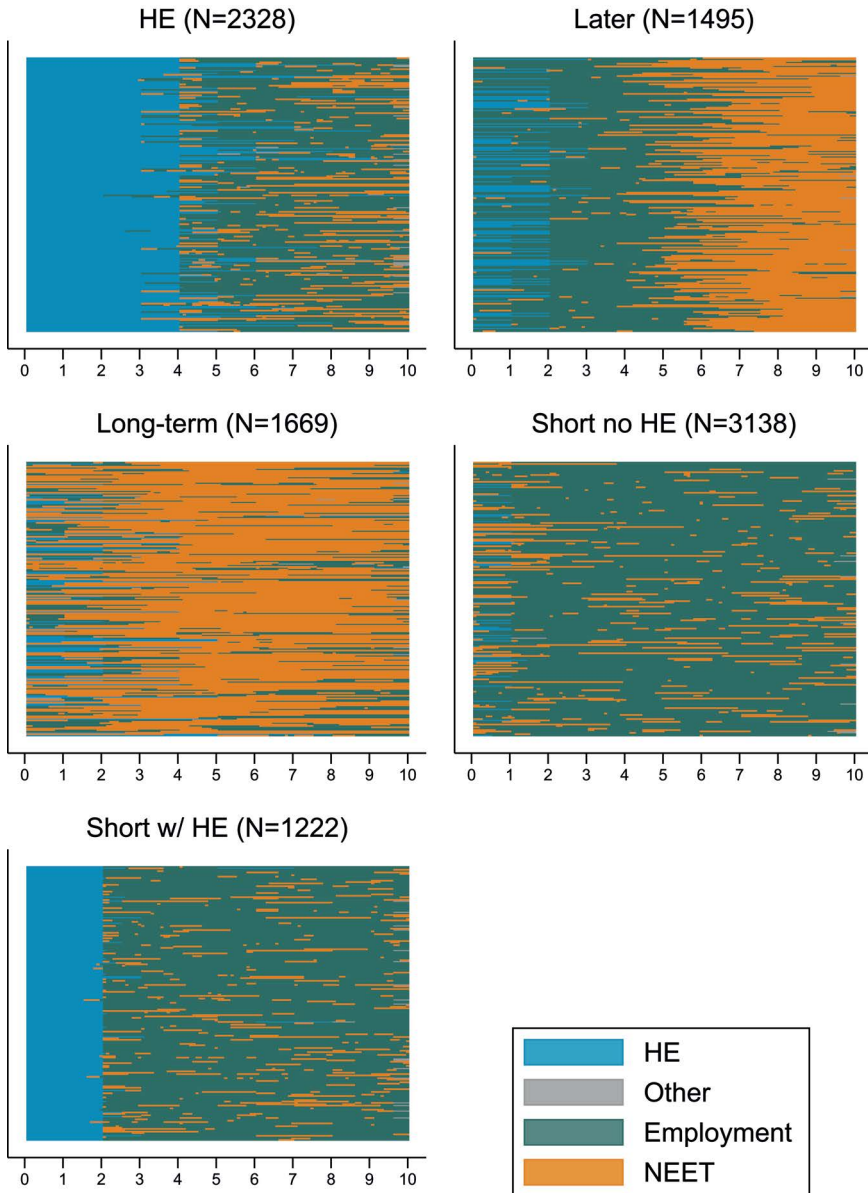 HE (N=2328)
Later (N=1495)
0 1 2 3 4 5 6 7 8 9 10
0 1 2 3 4 5 6 7 8 9 10
Long-term (N=1669)
Short no HE (N=3138)
0 1 2 3 4 5 6 7 8 9 10
0 1 2 3 4 5 6 7 8 9 10
Short w/ HE (N=1222)
0 1 2 3 4 5 6 7 8 9 10
HE
Other
Employment
NEET